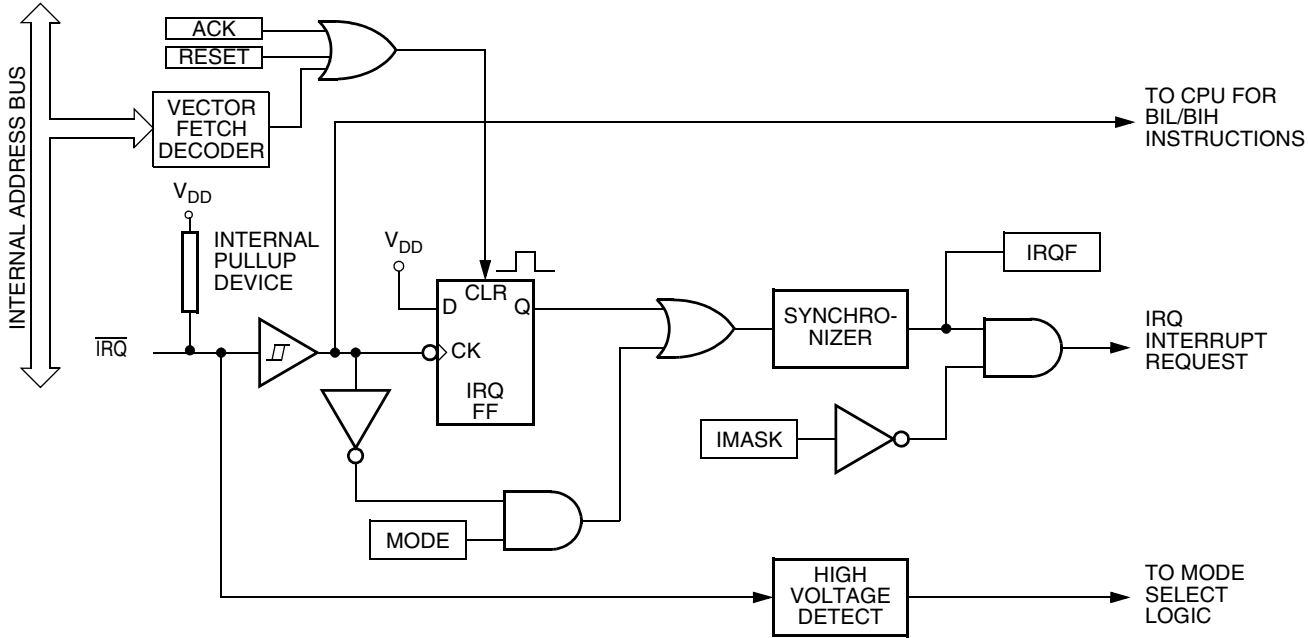 ACK
RESET
VECTOR
FETCH
DECODER
INTERNAL ADDRESS BUS
TO CPU FOR
BIL/BIH
INSTRUCTIONS
VDD
INTERNAL
PULLUP
DEVICE
VDD
CLR
D
Q
CK
IRQ
FF
IRQ
SYNCHRO-
NIZER
IRQF
IRQ
INTERRUPT
REQUEST
IMASK
MODE
HIGH
VOLTAGE
DETECT
TO MODE
SELECT
LOGIC